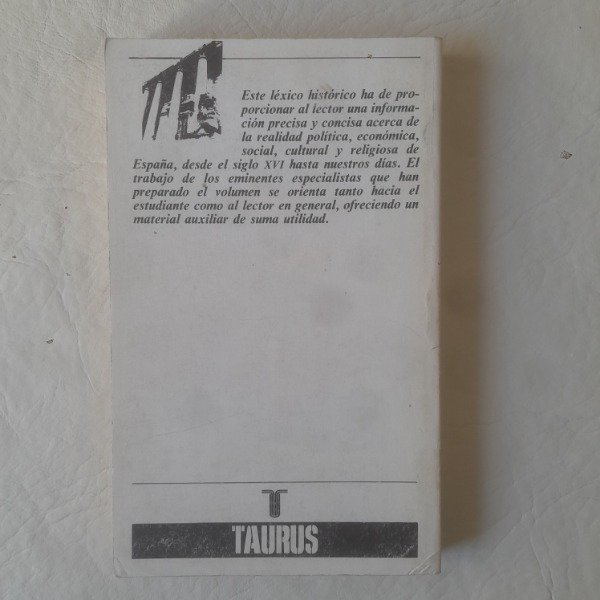 Este léxico histórico ha de pro-
porcionar al lector una informa-
ción precisa y concisa acerca de
la realidad política, económica,
social, cultural y religiosa de
España, desde el siglo XVI hasta nuestros días. El
trabajo de los eminentes especialistas que han
preparado el volumen se orienta tanto hacia el
estudiante como al lector en general, ofreciendo un
material auxiliar de suma utilidad.
TAURUS